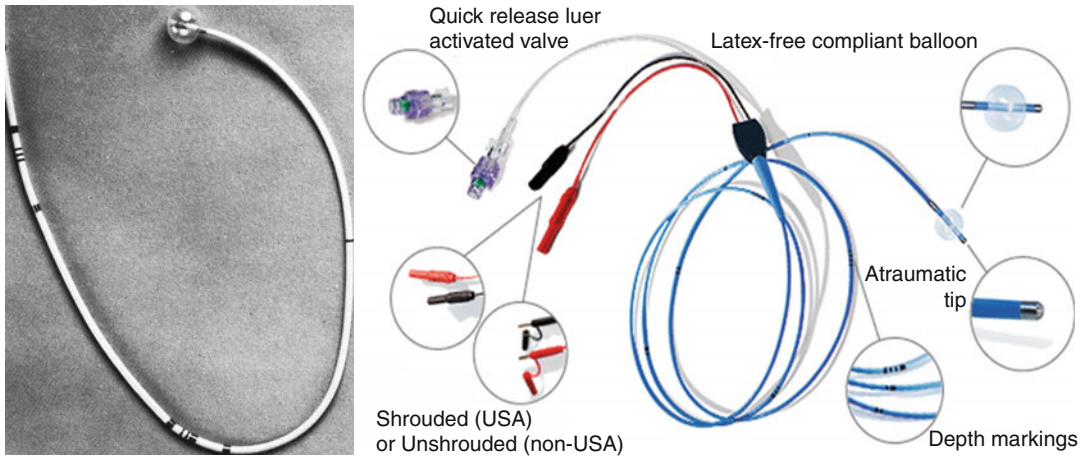 Quick release luer
activated valve
Latex-free compliant balloon
Atraumatic
tip
Shrouded (USA)
or Unshrouded (non-USA)
Depth markings